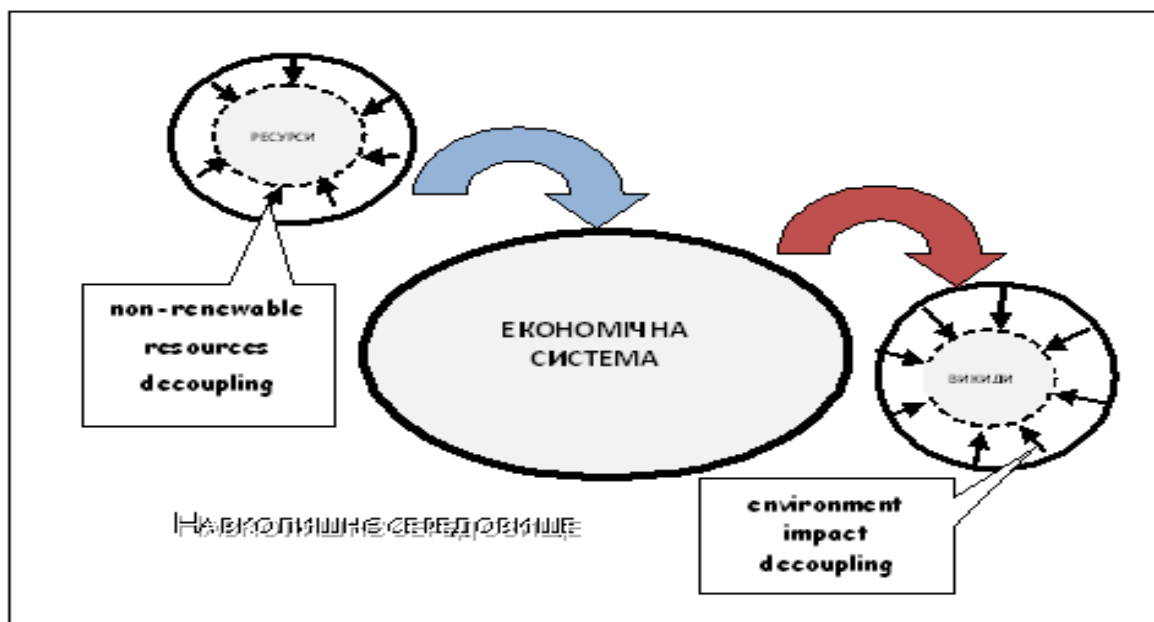 РЕСУРСИ
non-renewable
resources
decoupling
ЕКОНОМІЧНА
СИСТЕМА
ВИКИДИ
Навколишнє середовище
environment
impact
decoupling